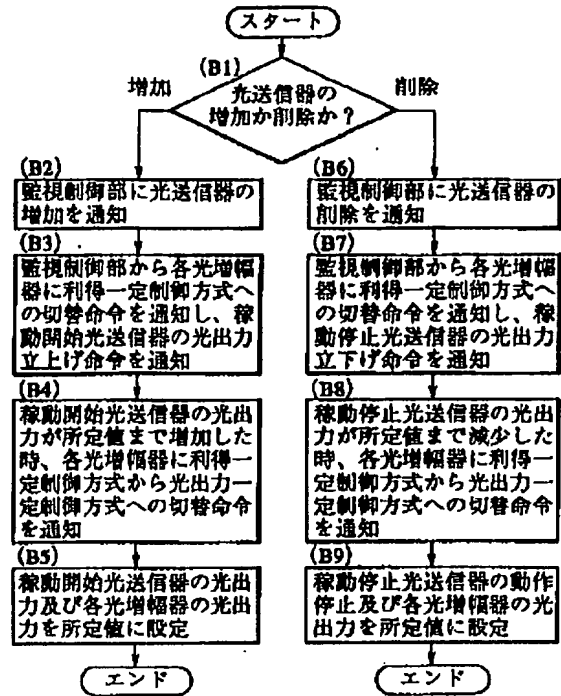 スタート
(B1)
増加
光送信器の
増加か削除か?
削除
(B2)
監視制御部に光送信器の
増加を通知
(B3)
監視制御部から各光増幅
器に利得一定制御方式へ
の切替命令を通知し、稼
動開始光送信器の光出力
立上げ命令を通知
(B4)
稼動開始光送信器の光出
力が所定値まで増加した
時、各光増幅器に利得一
定制御方式から光出力一
定制御方式への切替命令
を通知
(B5)
稼動開始光送信器の光出
力及び各光増幅器の光出
力を所定値に設定
エンド
(B6)
監視制御部に光送信器の
削除を通知
(B7)
監視制御部から各光増幅
器に利得一定制御方式へ
の切替命令を通知し、稼
動停止光送信器の光出力
立下げ命令を通知
(B8)
稼動停止光送信器の光出
力が所定値まで減少した
時、各光増幅器に利得一
定制御方式から光出力一
定制御方式への切替命令
を通知
(B9)
稼動停止光送信器の動作
停止及び各光増幅器の光
出力を所定値に設定
エンド